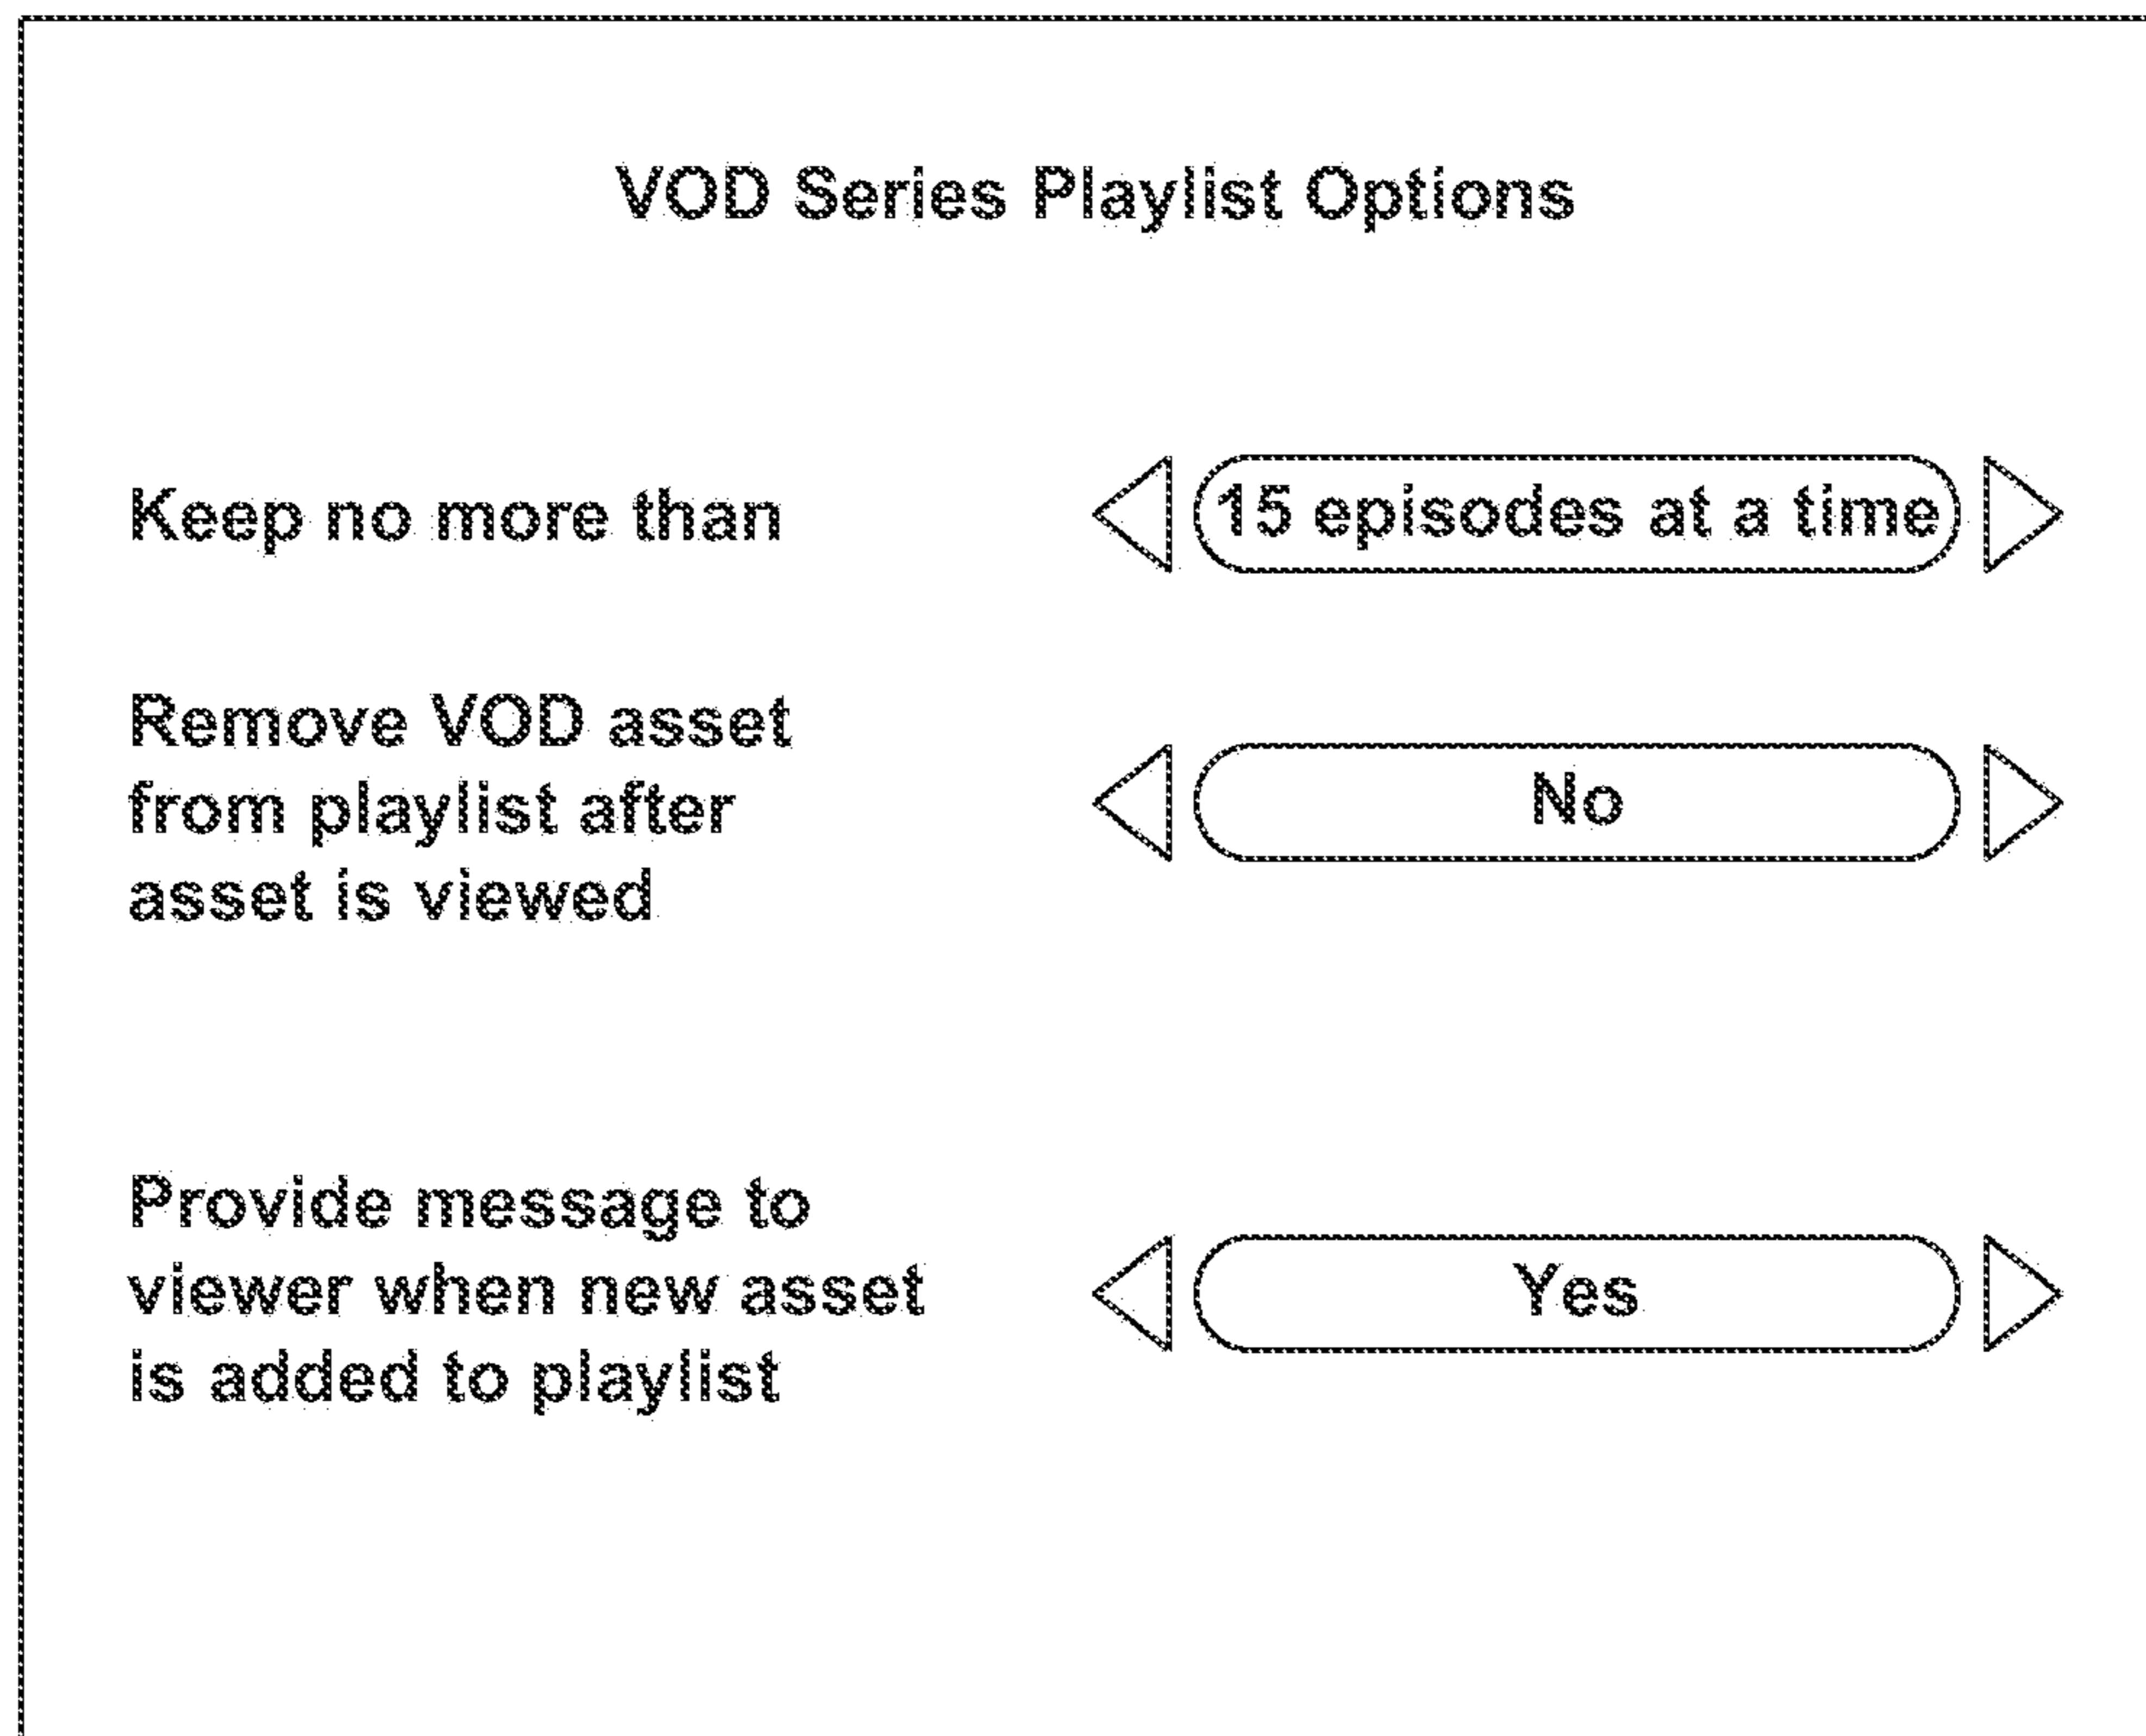 VOD Series Playlist Options
Keep no more than
15 episodes at a time
Remove VOD asset
from playlist after
asset is viewed
No
Provide message to
viewer when new asset
is added to playlist
Yes